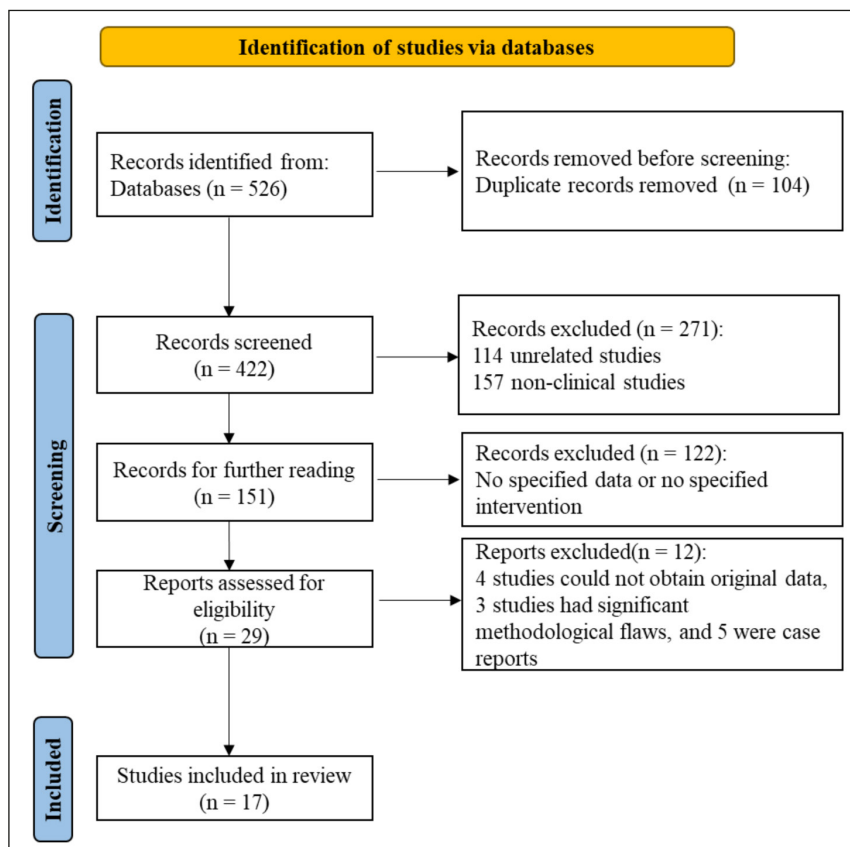 Identification of studies via databases
Identification
Records identified from:
Databases (n = 526)
Records removed before screening:
Duplicate records removed (n = 104)
Screening
Records screened
(n = 422)
Records excluded (n = 271):
114 unrelated studies
157 non-clinical studies
Records for further reading
(n = 151)
Records excluded (n = 122):
No specified data or no specified
intervention
Reports assessed for
eligibility
(n = 29)
Reports excluded(n = 12):
4 studies could not obtain original data,
3 studies had significant
methodological flaws, and 5 were case
reports
Included
Studies included in review
(n = 17)